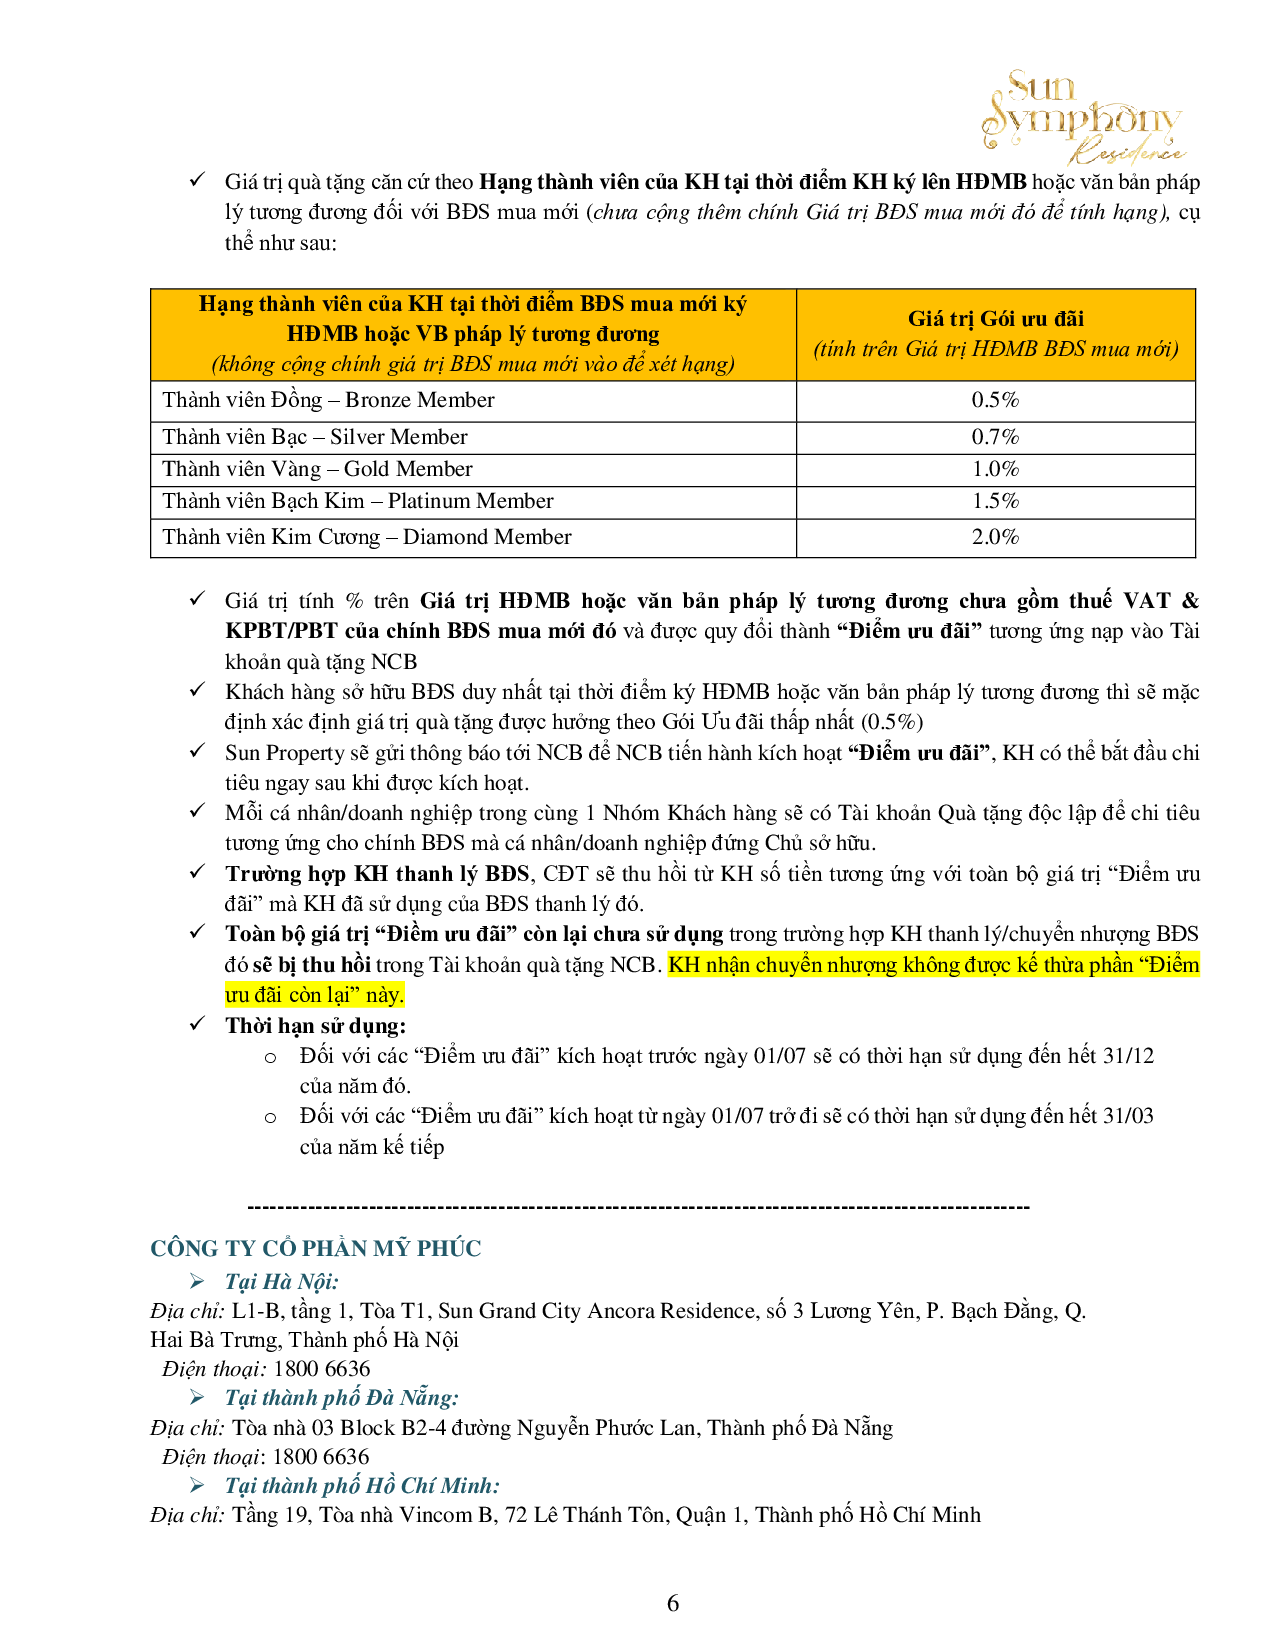 Sun
Symphony
Residence
✓ Giá trị quà tặng căn cứ theo Hạng thành viên của KH tại thời điểm KH ký lên HĐMB hoặc văn bản pháp
lý tương đương đối với BĐS mua mới (chưa cộng thêm chính Giá trị BĐS mua mới đó để tính hạng), cụ
thể như sau:
Hạng thành viên của KH tại thời điểm BĐS mua mới ký
HĐMB hoặc VB pháp lý tương đương
(không cộng chính giá trị BĐS mua mới vào để xét hạng)
Giá trị Gói ưu đãi
(tính trên Giá trị HĐMB BĐS mua mới)
Thành viên Đồng – Bronze Member 0.5%
Thành viên Bạc – Silver Member 0.7%
Thành viên Vàng – Gold Member 1.0%
Thành viên Bạch Kim – Platinum Member 1.5%
Thành viên Kim Cương – Diamond Member 2.0%
✓ Giá trị tính % trên Giá trị HĐMB hoặc văn bản pháp lý tương đương chưa gồm thuế VAT &
KPBT/PBT của chính BĐS mua mới đó và được quy đổi thành “Điểm ưu đãi” tương ứng nạp vào Tài
khoản quà tặng NCB
✓ Khách hàng sở hữu BĐS duy nhất tại thời điểm ký HĐMB hoặc văn bản pháp lý tương đương thì sẽ mặc
định xác định giá trị quà tặng được hưởng theo Gói Ưu đãi thấp nhất (0.5%)
✓ Sun Property sẽ gửi thông báo tới NCB để NCB tiến hành kích hoạt “Điểm ưu đãi”, KH có thể bắt đầu chi
tiêu ngay sau khi được kích hoạt.
✓ Mỗi cá nhân/doanh nghiệp trong cùng 1 Nhóm Khách hàng sẽ có Tài khoản Quà tặng độc lập để chi tiêu
tương ứng cho chính BĐS mà cá nhân/doanh nghiệp đứng Chủ sở hữu.
✓ Trường hợp KH thanh lý BĐS, CĐT sẽ thu hồi từ KH số tiền tương ứng với toàn bộ giá trị “Điểm ưu
đãi” mà KH đã sử dụng của BĐS thanh lý đó.
✓ Toàn bộ giá trị “Điềm ưu đãi” còn lại chưa sử dụng trong trường hợp KH thanh lý/chuyển nhượng BĐS
đó sẽ bị thu hồi trong Tài khoản quà tặng NCB. KH nhận chuyển nhượng không được kế thừa phần “Điểm
ưu đãi còn lại” này.
✓ Thời hạn sử dụng:
o Đối với các “Điểm ưu đãi” kích hoạt trước ngày 01/07 sẽ có thời hạn sử dụng đến hết 31/12
của năm đó.
o Đối với các “Điểm ưu đãi” kích hoạt từ ngày 01/07 trở đi sẽ có thời hạn sử dụng đến hết 31/03
của năm kế tiếp
--------------------------------------------------------------------------------------------------------
CÔNG TY CỔ PHẦN MỸ PHÚC
➢ Tại Hà Nội:
Địa chỉ: L1-B, tầng 1, Tòa T1, Sun Grand City Ancora Residence, số 3 Lương Yên, P. Bạch Đằng, Q.
Hai Bà Trưng, Thành phố Hà Nội
Điện thoại: 1800 6636
➢ Tại thành phố Đà Nẵng:
Địa chỉ: Tòa nhà 03 Block B2-4 đường Nguyễn Phước Lan, Thành phố Đà Nẵng
Điện thoại: 1800 6636
➢ Tại thành phố Hồ Chí Minh:
Địa chỉ: Tầng 19, Tòa nhà Vincom B, 72 Lê Thánh Tôn, Quận 1, Thành phố Hồ Chí Minh
6